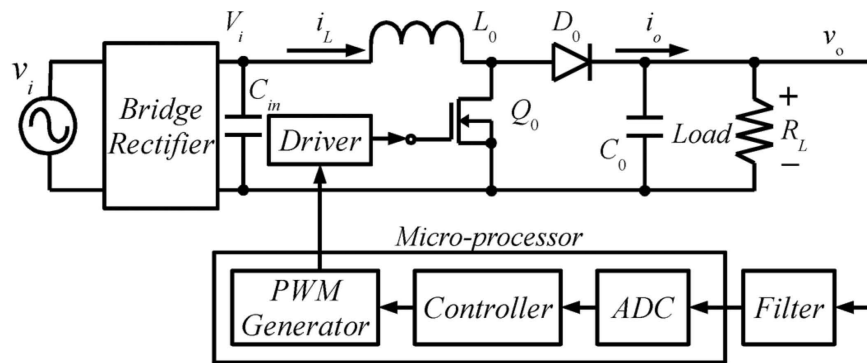 V_i
i_L
L_0
D_0
i_o
v_o
v_i
Bridge
Rectifier
C_in
Driver
Q_0
C_0
Load
+
R_L
−
Micro-processor
PWM
Generator
Controller
ADC
Filter